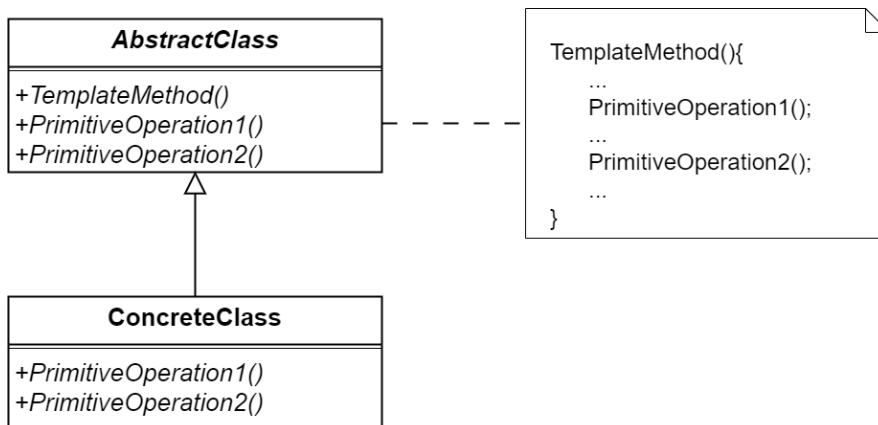 AbstractClass
+TemplateMethod()
+PrimitiveOperation1()
+PrimitiveOperation2()
TemplateMethod(){
...
PrimitiveOperation1();
...
PrimitiveOperation2();
...
}
ConcreteClass
+PrimitiveOperation1()
+PrimitiveOperation2()